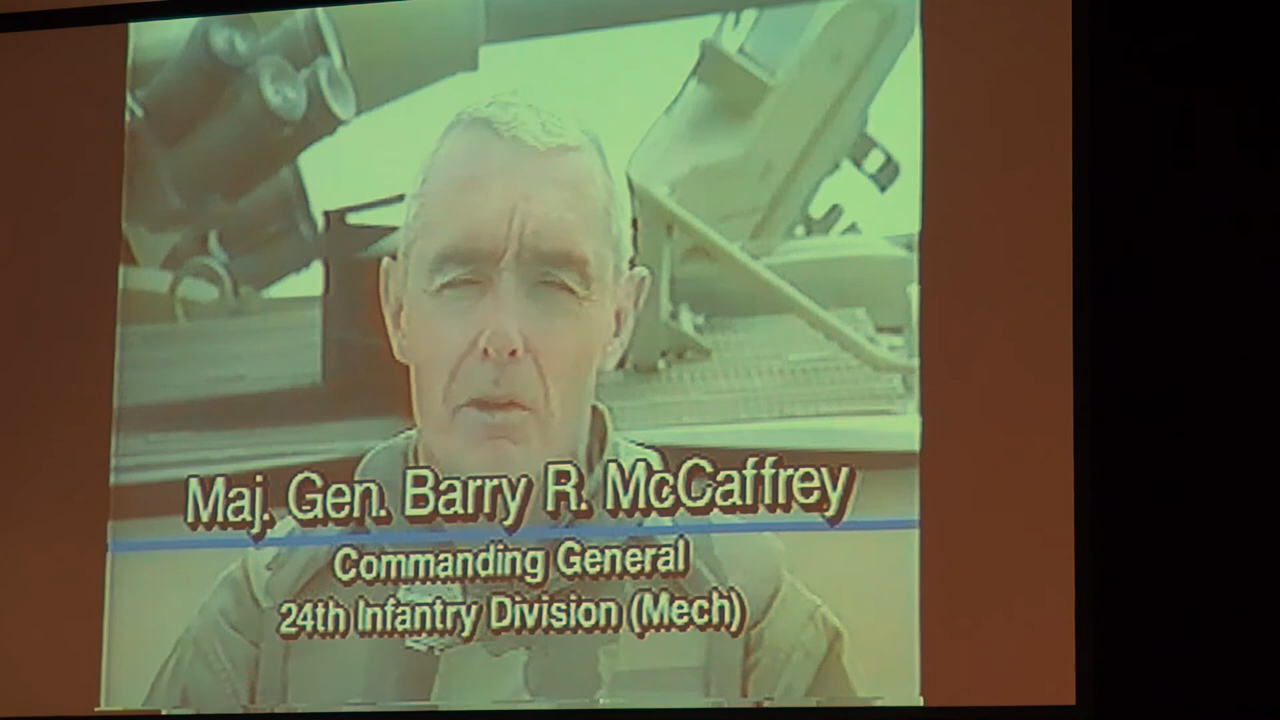 Maj. Gen. Barry R. McCaffrey
Commanding General
24th Infantry Division (Mech)